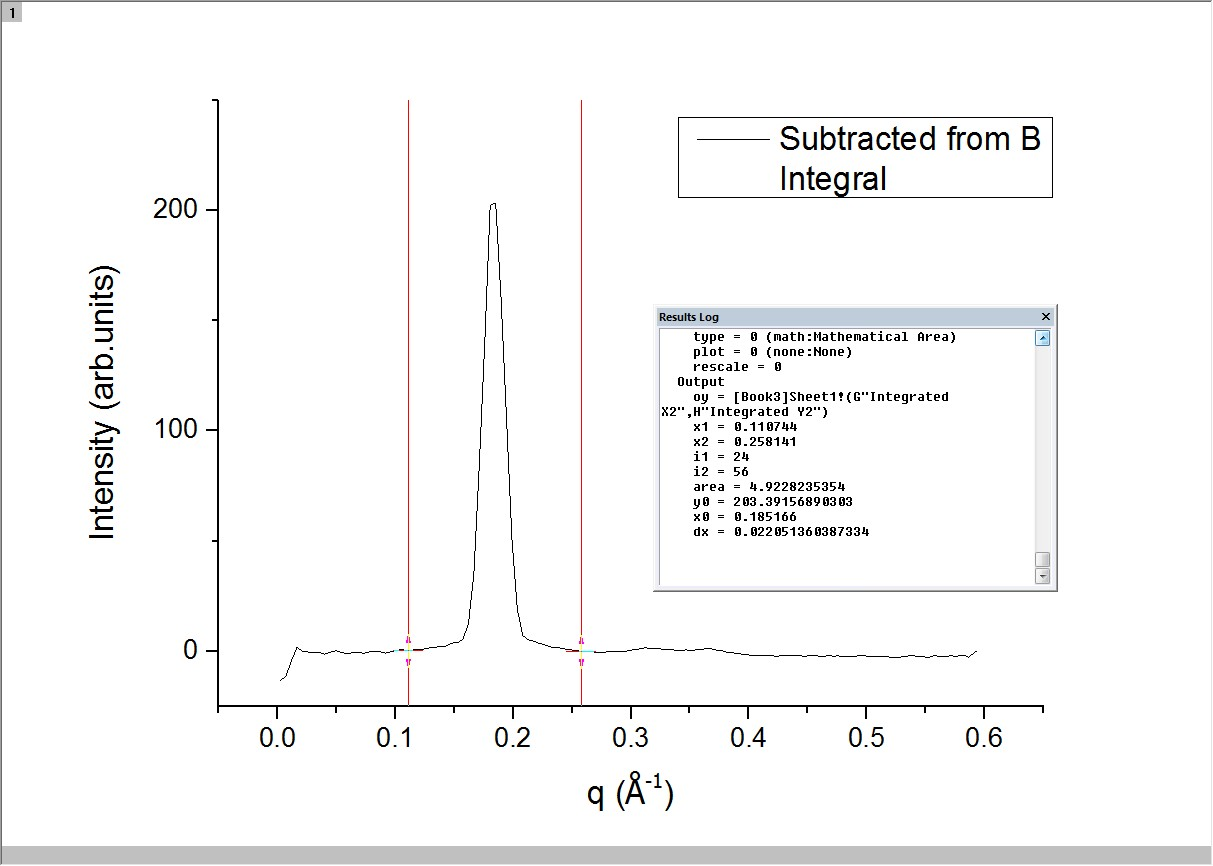 1
Subtracted from B
Integral
200
100
0
Intensity (arb.units)
0.0 0.1 0.2 0.3 0.4 0.5 0.6
q (Å-1)
Results Log
type = 0 (math:Mathematical Area)
plot = 0 (none:None)
rescale = 0
Output
oy = [Book3]Sheet1!(G"Integrated
X2",H"Integrated Y2")
x1 = 0.110744
x2 = 0.258141
i1 = 24
i2 = 56
area = 4.9228235354
y0 = 203.39156890303
x0 = 0.185166
dx = 0.022051360387334